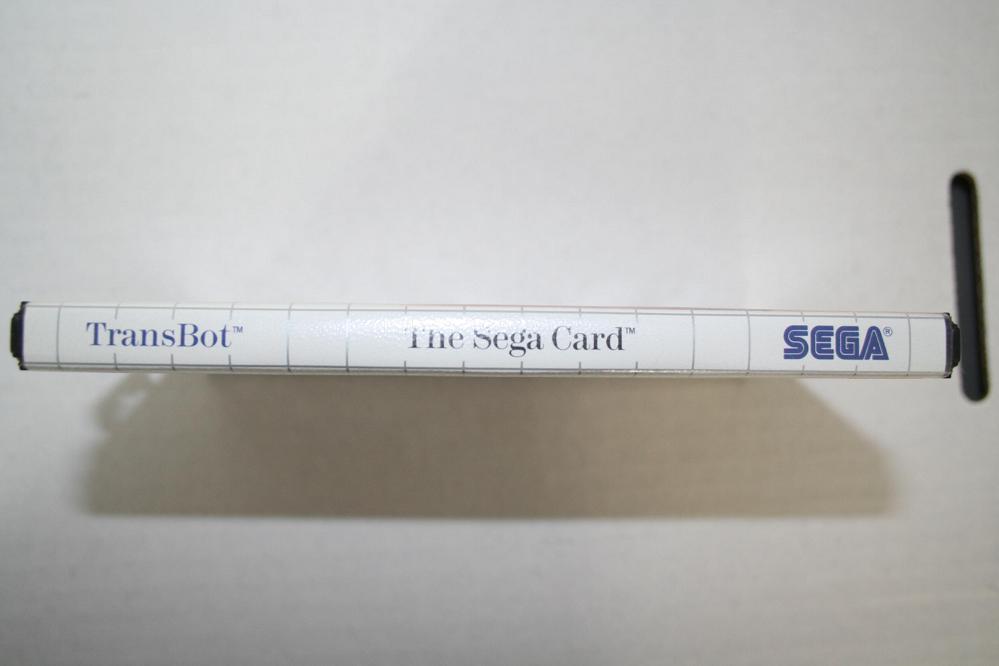 TransBot™ The Sega Card™ SEGA®